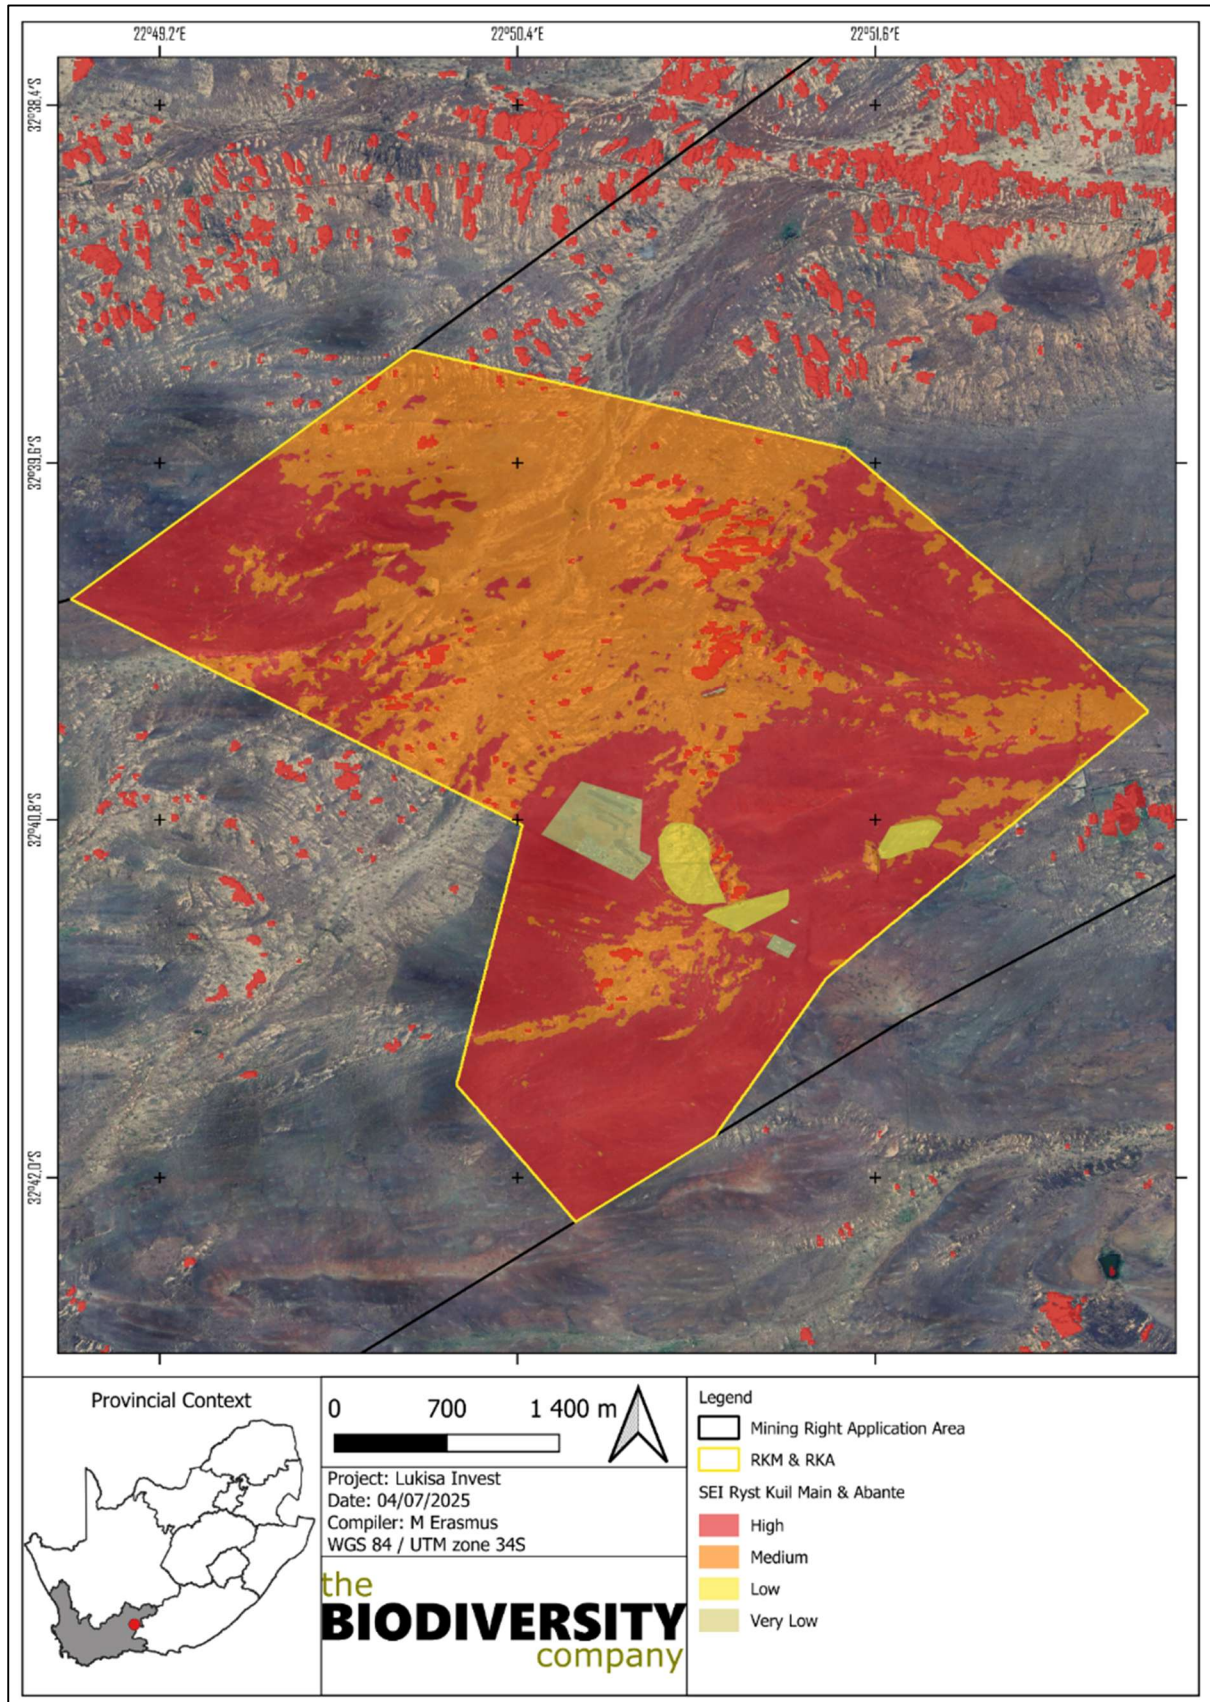 22°49.2'E 22°50.4'E 22°51.6'E
32°38.4'S
32°39.6'S
32°40.8'S
32°42.0'S
Provincial Context
0 700 1 400 m
Project: Lukisa Invest
Date: 04/07/2025
Compiler: M Erasmus
WGS 84 / UTM zone 34S
the
BIODIVERSITY
company
Legend
Mining Right Application Area
RKM & RKA
SEI Ryst Kuil Main & Abante
High
Medium
Low
Very Low